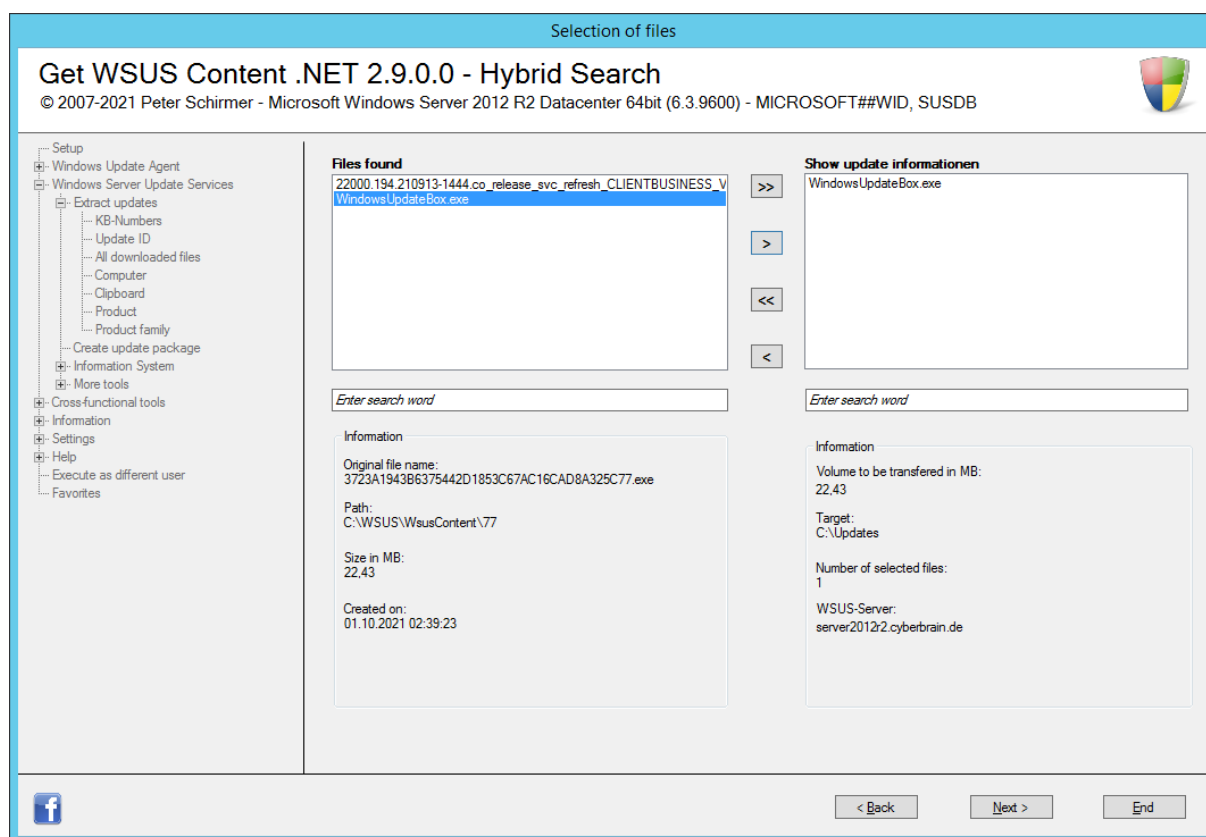 Selection of files
Get WSUS Content .NET 2.9.0.0 - Hybrid Search
© 2007-2021 Peter Schirmer - Microsoft Windows Server 2012 R2 Datacenter 64bit (6.3.9600) - MICROSOFT##WID, SUSDB
Setup
Windows Update Agent
Windows Server Update Services
Extract updates
KB-Numbers
Update ID
All downloaded files
Computer
Clipboard
Product
Product family
Create update package
Information System
More tools
Cross-functional tools
Information
Settings
Help
Execute as different user
Favorites
Files found
22000.194.210913-1444.co_release_svc_refresh_CLIENTBUSINESS_V
WindowsUpdateBox.exe
>>
>
<<
<
Show update informationen
WindowsUpdateBox.exe
Enter search word
Enter search word
Information
Original file name:
3723A1943B6375442D1853C67AC16CAD8A325C77.exe
Path:
C:\WSUS\WsusContent\77
Size in MB:
22,43
Created on:
01.10.2021 02:39:23
Information
Volume to be transfered in MB:
22,43
Target:
C:\Updates
Number of selected files:
1
WSUS-Server:
server2012r2.cyberbrain.de
f
< Back
Next >
End